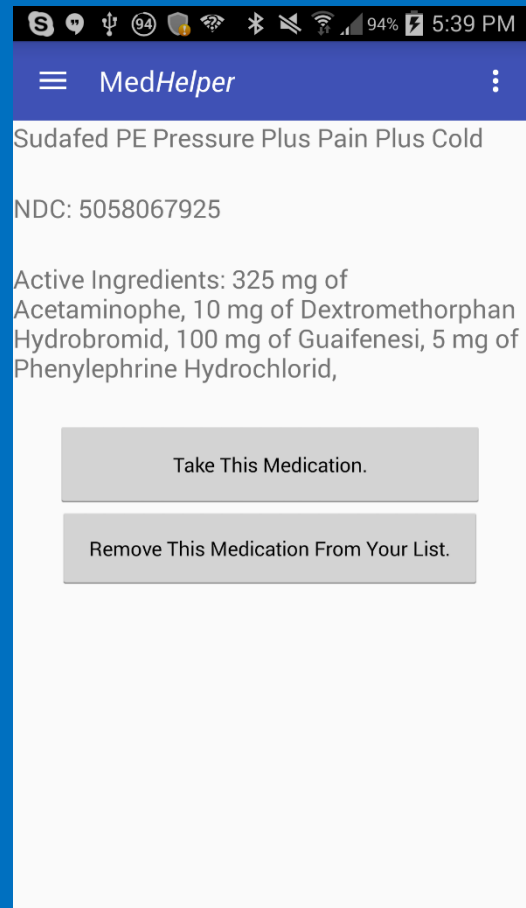 94 94% 5:39 PM
MedHelper
Sudafed PE Pressure Plus Pain Plus Cold
NDC: 5058067925
Active Ingredients: 325 mg of
Acetaminophe, 10 mg of Dextromethorphan
Hydrobromid, 100 mg of Guaifenesi, 5 mg of
Phenylephrine Hydrochlorid,
Take This Medication.
Remove This Medication From Your List.